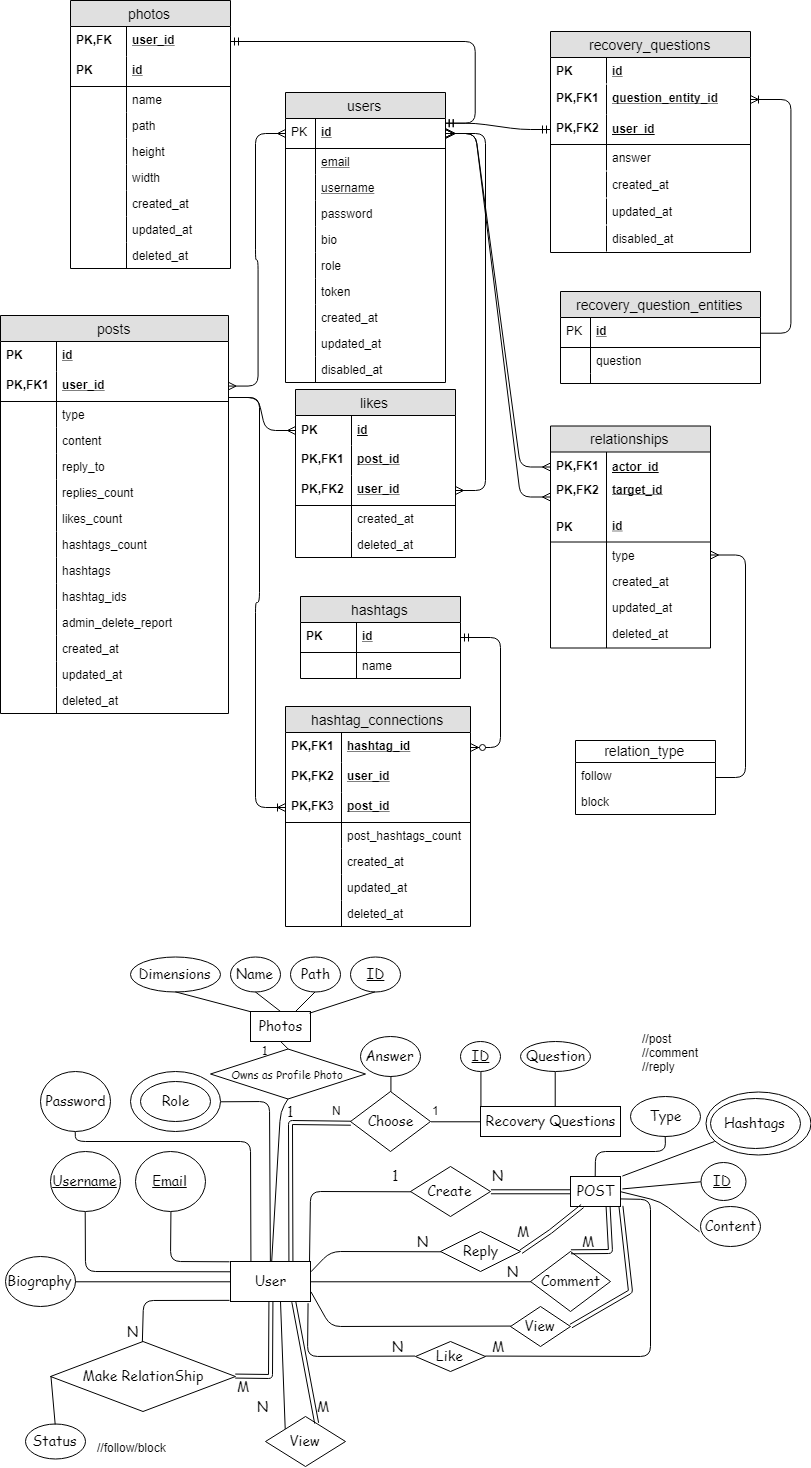 photos
PK,FK user_id
PK id
name
path
height
width
created_at
updated_at
deleted_at
users
PK id
email
username
password
bio
role
token
created_at
updated_at
disabled_at
recovery_questions
PK id
PK,FK1 question_entity_id
PK,FK2 user_id
answer
created_at
updated_at
disabled_at
recovery_question_entities
PK id
question
posts
PK id
PK,FK1 user_id
type
content
reply_to
replies_count
likes_count
hashtags_count
hashtags
hashtag_ids
admin_delete_report
created_at
updated_at
deleted_at
likes
PK id
PK,FK1 post_id
PK,FK2 user_id
created_at
deleted_at
relationships
PK,FK1 actor_id
PK,FK2 target_id
PK id
type
created_at
updated_at
deleted_at
hashtags
PK id
name
hashtag_connections
PK,FK1 hashtag_id
PK,FK2 user_id
PK,FK3 post_id
post_hashtags_count
created_at
updated_at
deleted_at
relation_type
follow
block
Dimensions Name Path ID
Photos
1
Owns as Profile Photo
1
Answer
ID Question
//post
//comment
//reply
Password Role
N Choose 1 Recovery Questions
Type Hashtags
Username Email
1 Create N POST ID
Content
N Reply M
Biography User
N Comment M
View
N Like M
N
Make RelationShip M
Status //follow/block
N M
View